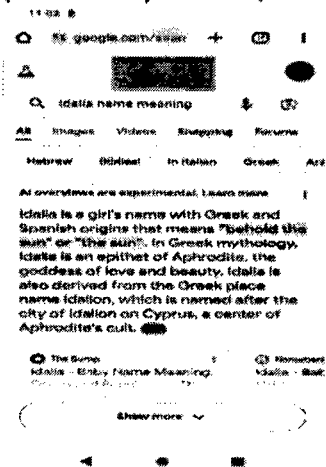 11:03
google.com/sear
idalia name meaning
All Images Videos Shopping Forums
Hebrew Biblical In Italian Greek Ara
AI overviews are experimental. Learn more
Idalia is a girl's name with Greek and
Spanish origins that means "behold the
sun" or "the sun". In Greek mythology,
Idalia is an epithet of Aphrodite, the
goddess of love and beauty. Idalia is
also derived from the Greek place
name Idalion, which is named after the
city of Idalion on Cyprus, a center of
Aphrodite's cult.
The Bump
Idalia - Baby Name Meaning,
Idalia - Bab
Show more